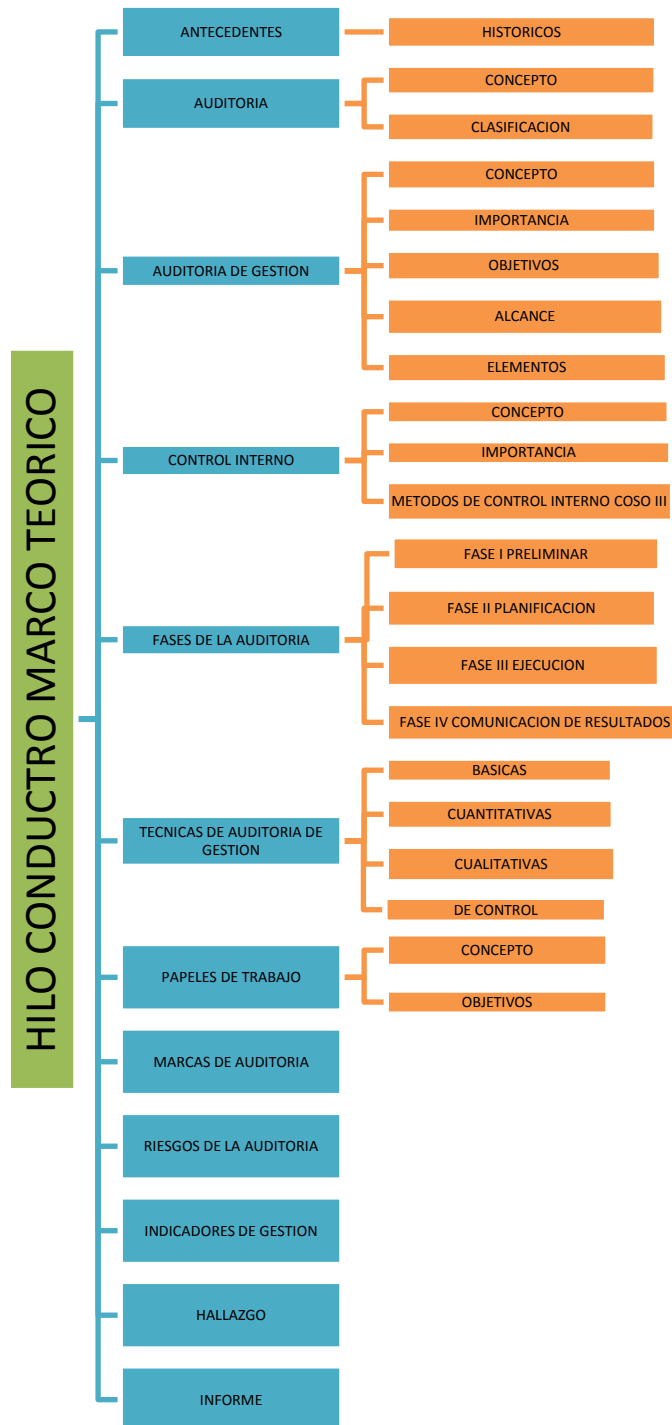 HILO CONDUCTRO MARCO TEORICO
ANTECEDENTES
HISTORICOS
AUDITORIA
CONCEPTO
CLASIFICACION
AUDITORIA DE GESTION
CONCEPTO
IMPORTANCIA
OBJETIVOS
ALCANCE
ELEMENTOS
CONTROL INTERNO
CONCEPTO
IMPORTANCIA
METODOS DE CONTROL INTERNO COSO III
FASES DE LA AUDITORIA
FASE I PRELIMINAR
FASE II PLANIFICACION
FASE III EJECUCION
FASE IV COMUNICACION DE RESULTADOS
TECNICAS DE AUDITORIA DE
GESTION
BASICAS
CUANTITATIVAS
CUALITATIVAS
DE CONTROL
PAPELES DE TRABAJO
CONCEPTO
OBJETIVOS
MARCAS DE AUDITORIA
RIESGOS DE LA AUDITORIA
INDICADORES DE GESTION
HALLAZGO
INFORME